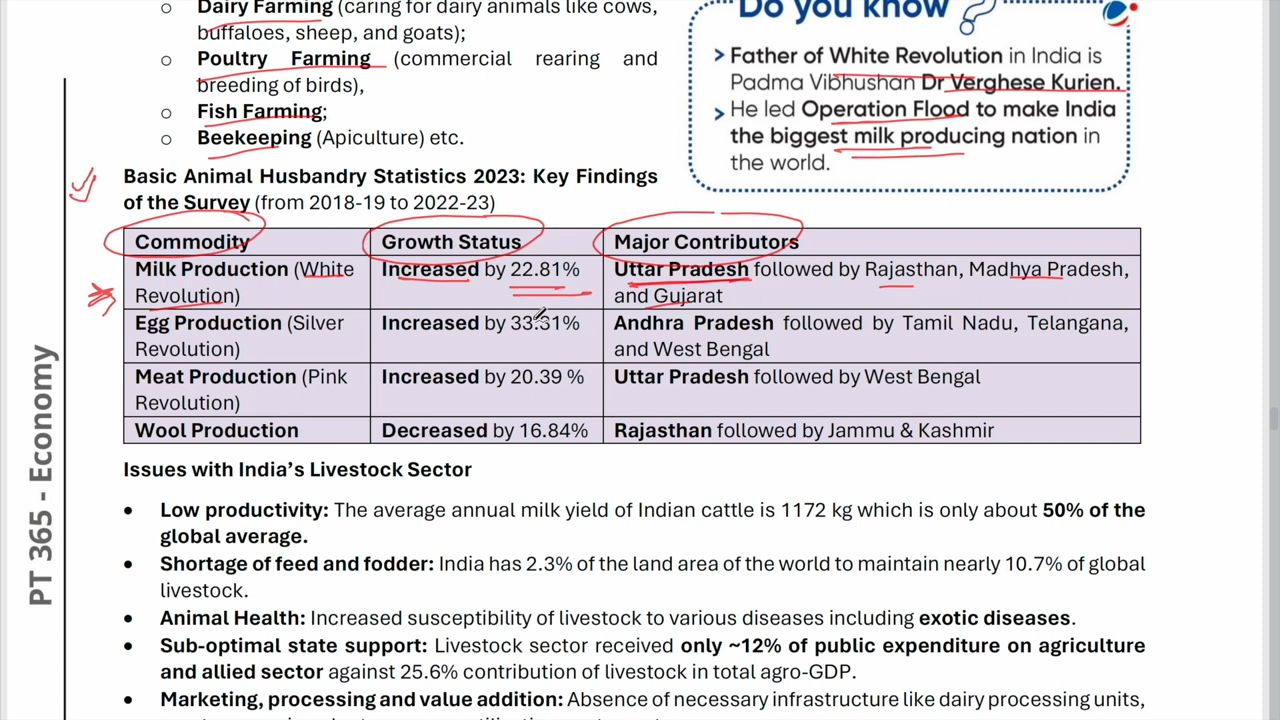 o Dairy Farming (caring for dairy animals like cows,
buffaloes, sheep, and goats);
o Poultry Farming (commercial rearing and
breeding of birds),
o Fish Farming;
o Beekeeping (Apiculture) etc.
Do you know ?
> Father of White Revolution in India is
Padma Vibhushan Dr Verghese Kurien.
> He led Operation Flood to make India
the biggest milk producing nation in
the world.
Basic Animal Husbandry Statistics 2023: Key Findings
of the Survey (from 2018-19 to 2022-23)
Commodity Growth Status Major Contributors
Milk Production (White Increased by 22.81% Uttar Pradesh followed by Rajasthan, Madhya Pradesh,
Revolution) and Gujarat
Egg Production (Silver Increased by 33.31% Andhra Pradesh followed by Tamil Nadu, Telangana,
Revolution) and West Bengal
Meat Production (Pink Increased by 20.39 % Uttar Pradesh followed by West Bengal
Revolution)
Wool Production Decreased by 16.84% Rajasthan followed by Jammu & Kashmir
Issues with India's Livestock Sector
• Low productivity: The average annual milk yield of Indian cattle is 1172 kg which is only about 50% of the
global average.
• Shortage of feed and fodder: India has 2.3% of the land area of the world to maintain nearly 10.7% of global
livestock.
• Animal Health: Increased susceptibility of livestock to various diseases including exotic diseases.
• Sub-optimal state support: Livestock sector received only ~12% of public expenditure on agriculture
and allied sector against 25.6% contribution of livestock in total agro-GDP.
• Marketing, processing and value addition: Absence of necessary infrastructure like dairy processing units,
PT 365 - Economy